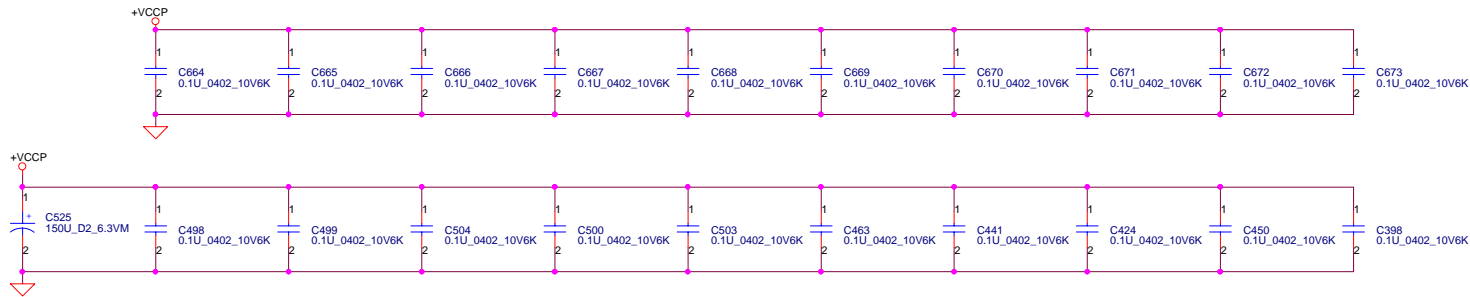 +VCCP
1 1 1 1 1 1 1 1 1 1
C664 C665 C666 C667 C668 C669 C670 C671 C672 C673
0.1U_0402_10V6K 0.1U_0402_10V6K 0.1U_0402_10V6K 0.1U_0402_10V6K 0.1U_0402_10V6K 0.1U_0402_10V6K 0.1U_0402_10V6K 0.1U_0402_10V6K 0.1U_0402_10V6K 0.1U_0402_10V6K
2 2 2 2 2 2 2 2 2 2
+VCCP
1 1 1 1 1 1 1 1 1 1 1
+
C525 C498 C499 C504 C500 C503 C463 C441 C424 C450 C398
150U_D2_6.3VM 0.1U_0402_10V6K 0.1U_0402_10V6K 0.1U_0402_10V6K 0.1U_0402_10V6K 0.1U_0402_10V6K 0.1U_0402_10V6K 0.1U_0402_10V6K 0.1U_0402_10V6K 0.1U_0402_10V6K 0.1U_0402_10V6K
2 2 2 2 2 2 2 2 2 2 2